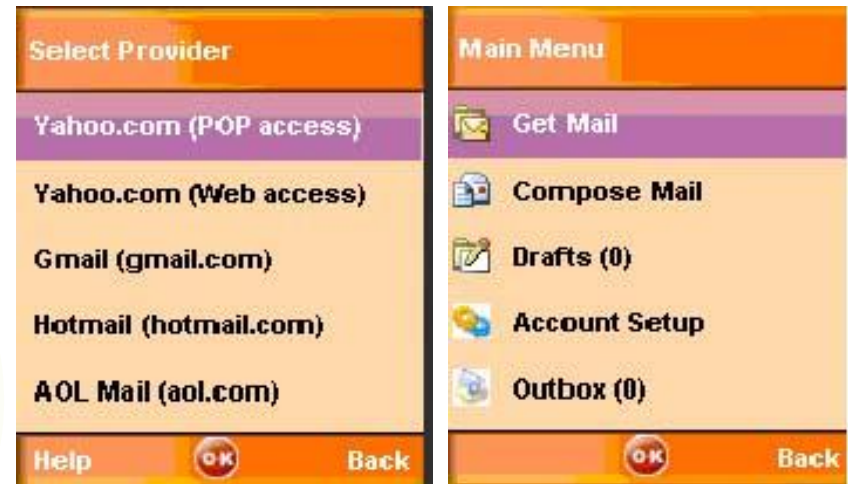 Select Provider
Yahoo.com (POP access)
Yahoo.com (Web access)
Gmail (gmail.com)
Hotmail (hotmail.com)
AOL Mail (aol.com)
Help OK Back
Main Menu
Get Mail
Compose Mail
Drafts (0)
Account Setup
Outbox (0)
OK Back